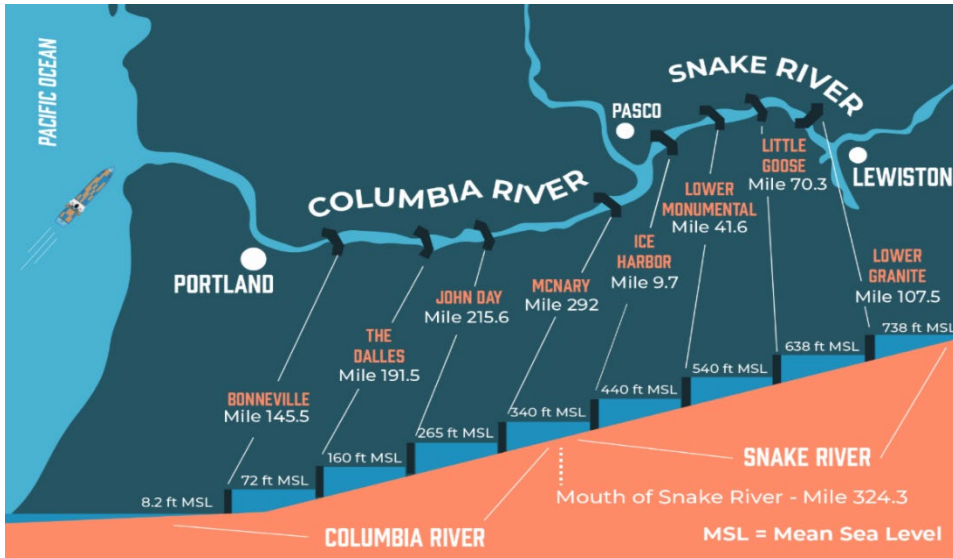 PACIFIC OCEAN
SNAKE RIVER
PASCO
LITTLE
GOOSE
Mile 70.3
LEWISTON
COLUMBIA RIVER
LOWER
MONUMENTAL
Mile 41.6
PORTLAND
ICE
HARBOR
Mile 9.7
LOWER
GRANITE
Mile 107.5
MCNARY
Mile 292
JOHN DAY
Mile 215.6
THE
DALLES
Mile 191.5
BONNEVILLE
Mile 145.5
738 ft MSL
638 ft MSL
540 ft MSL
440 ft MSL
340 ft MSL
265 ft MSL
160 ft MSL
72 ft MSL
8.2 ft MSL
SNAKE RIVER
Mouth of Snake River - Mile 324.3
COLUMBIA RIVER
MSL = Mean Sea Level